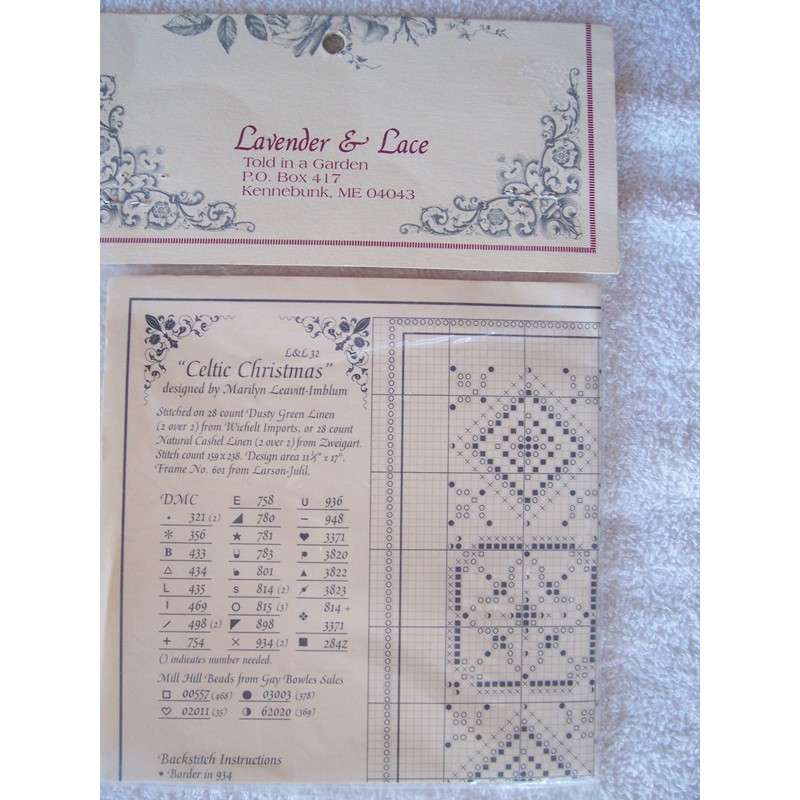 Lavender & Lace
Told in a Garden
P.O. Box 417
Kennebunk, ME 04043
L&L 32
"Celtic Christmas"
designed by Marilyn Leavitt-Imblum
Stitched on 28 count Dusty Green Linen
(2 over 2) from Wichelt Imports, or 28 count
Natural Cashel Linen (2 over 2) from Zweigart.
Stitch count 159 x 238. Design area 11 ½" x 17".
Frame No. 601 from Larson-Juhl.
DMC E 758 U 936
• 321 (2) 780 – 948
✻ 356 ★ 781 ♥ 3371
B 433 783 3820
△ 434 801 ▲ 3822
L 435 s 814 (2) 3823
I 469 O 815 (3) ❖ 814 +
/ 498 (2) ◤ 898 3371
+ 754 × 934 (2) ■ 2842
( ) indicates number needed.
Mill Hill Beads from Gay Bowles Sales
□ 00557 (468) ● 03003 (378)
♡ 02011 (35) ◑ 62020 (369)
Backstitch Instructions
• Border in 934